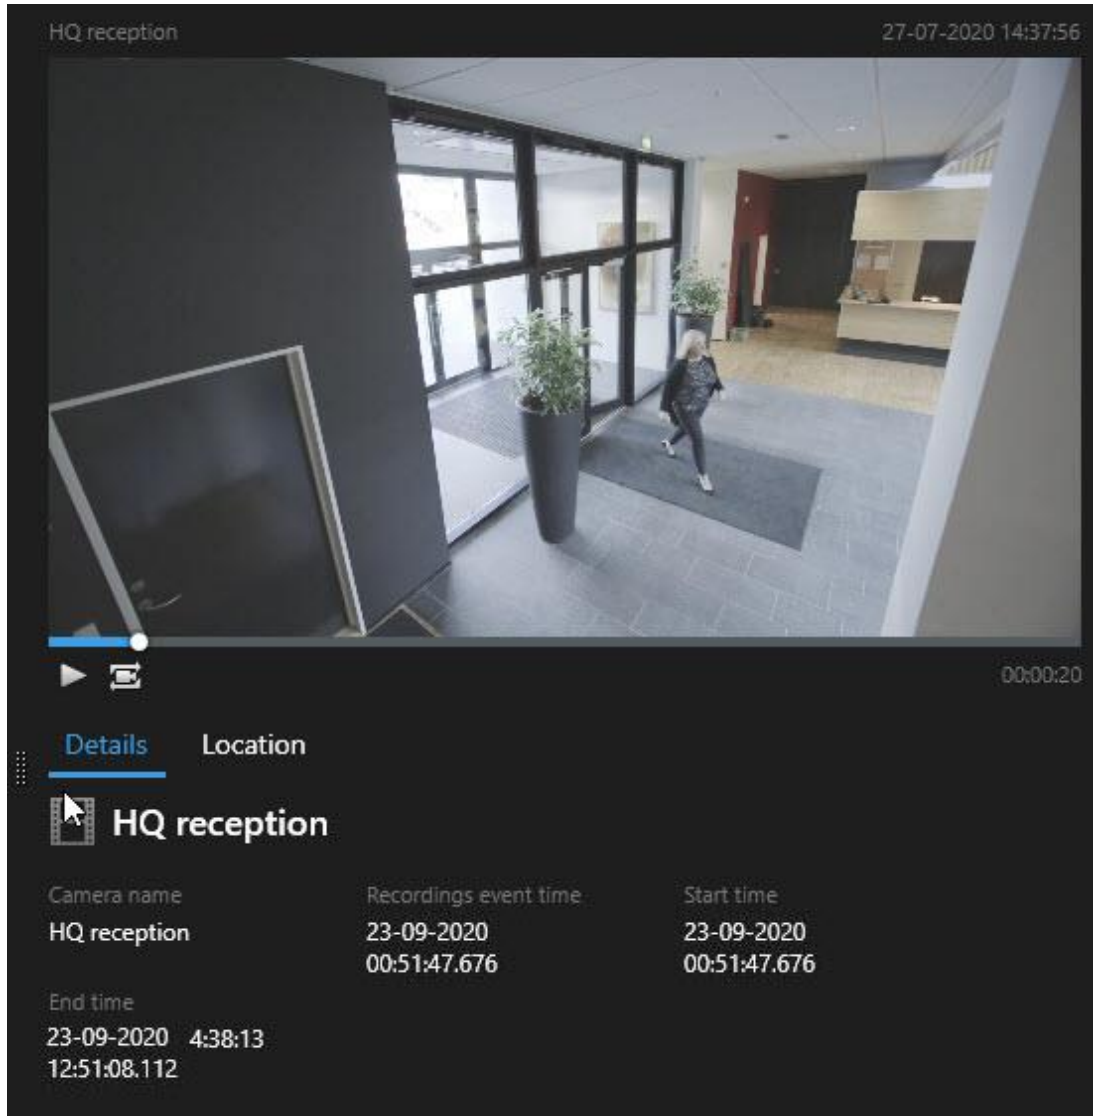 HQ reception 27-07-2020 14:37:56
00:00:20
Details Location
HQ reception
Camera name Recordings event time Start time
HQ reception 23-09-2020 23-09-2020
00:51:47.676 00:51:47.676
End time
23-09-2020 4:38:13
12:51:08.112